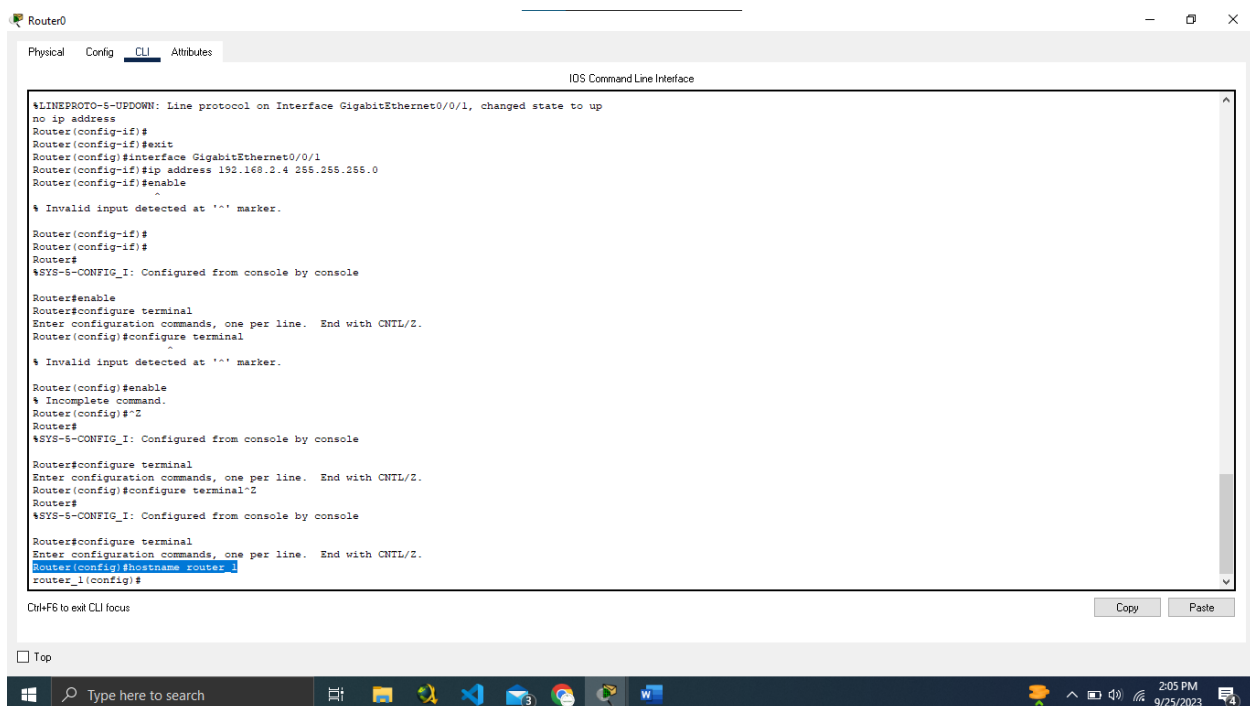 Router0
Physical Config CLI Attributes
IOS Command Line Interface
%LINEPROTO-5-UPDOWN: Line protocol on Interface GigabitEthernet0/0/1, changed state to up
no ip address
Router(config-if)#
Router(config-if)#exit
Router(config)#interface GigabitEthernet0/0/1
Router(config-if)#ip address 192.168.2.4 255.255.255.0
Router(config-if)#enable
^
% Invalid input detected at '^' marker.
Router(config-if)#
Router(config-if)#
Router#
%SYS-5-CONFIG_I: Configured from console by console
Router#enable
Router#configure terminal
Enter configuration commands, one per line. End with CNTL/Z.
Router(config)#configure terminal
^
% Invalid input detected at '^' marker.
Router(config)#enable
% Incomplete command.
Router(config)#^Z
Router#
%SYS-5-CONFIG_I: Configured from console by console
Router#configure terminal
Enter configuration commands, one per line. End with CNTL/Z.
Router(config)#configure terminal^Z
Router#
%SYS-5-CONFIG_I: Configured from console by console
Router#configure terminal
Enter configuration commands, one per line. End with CNTL/Z.
Router(config)#hostname router_1
router_1(config)#
Ctrl+F6 to exit CLI focus
Copy Paste
Top
Type here to search
3
W
2:05 PM
9/25/2023
4